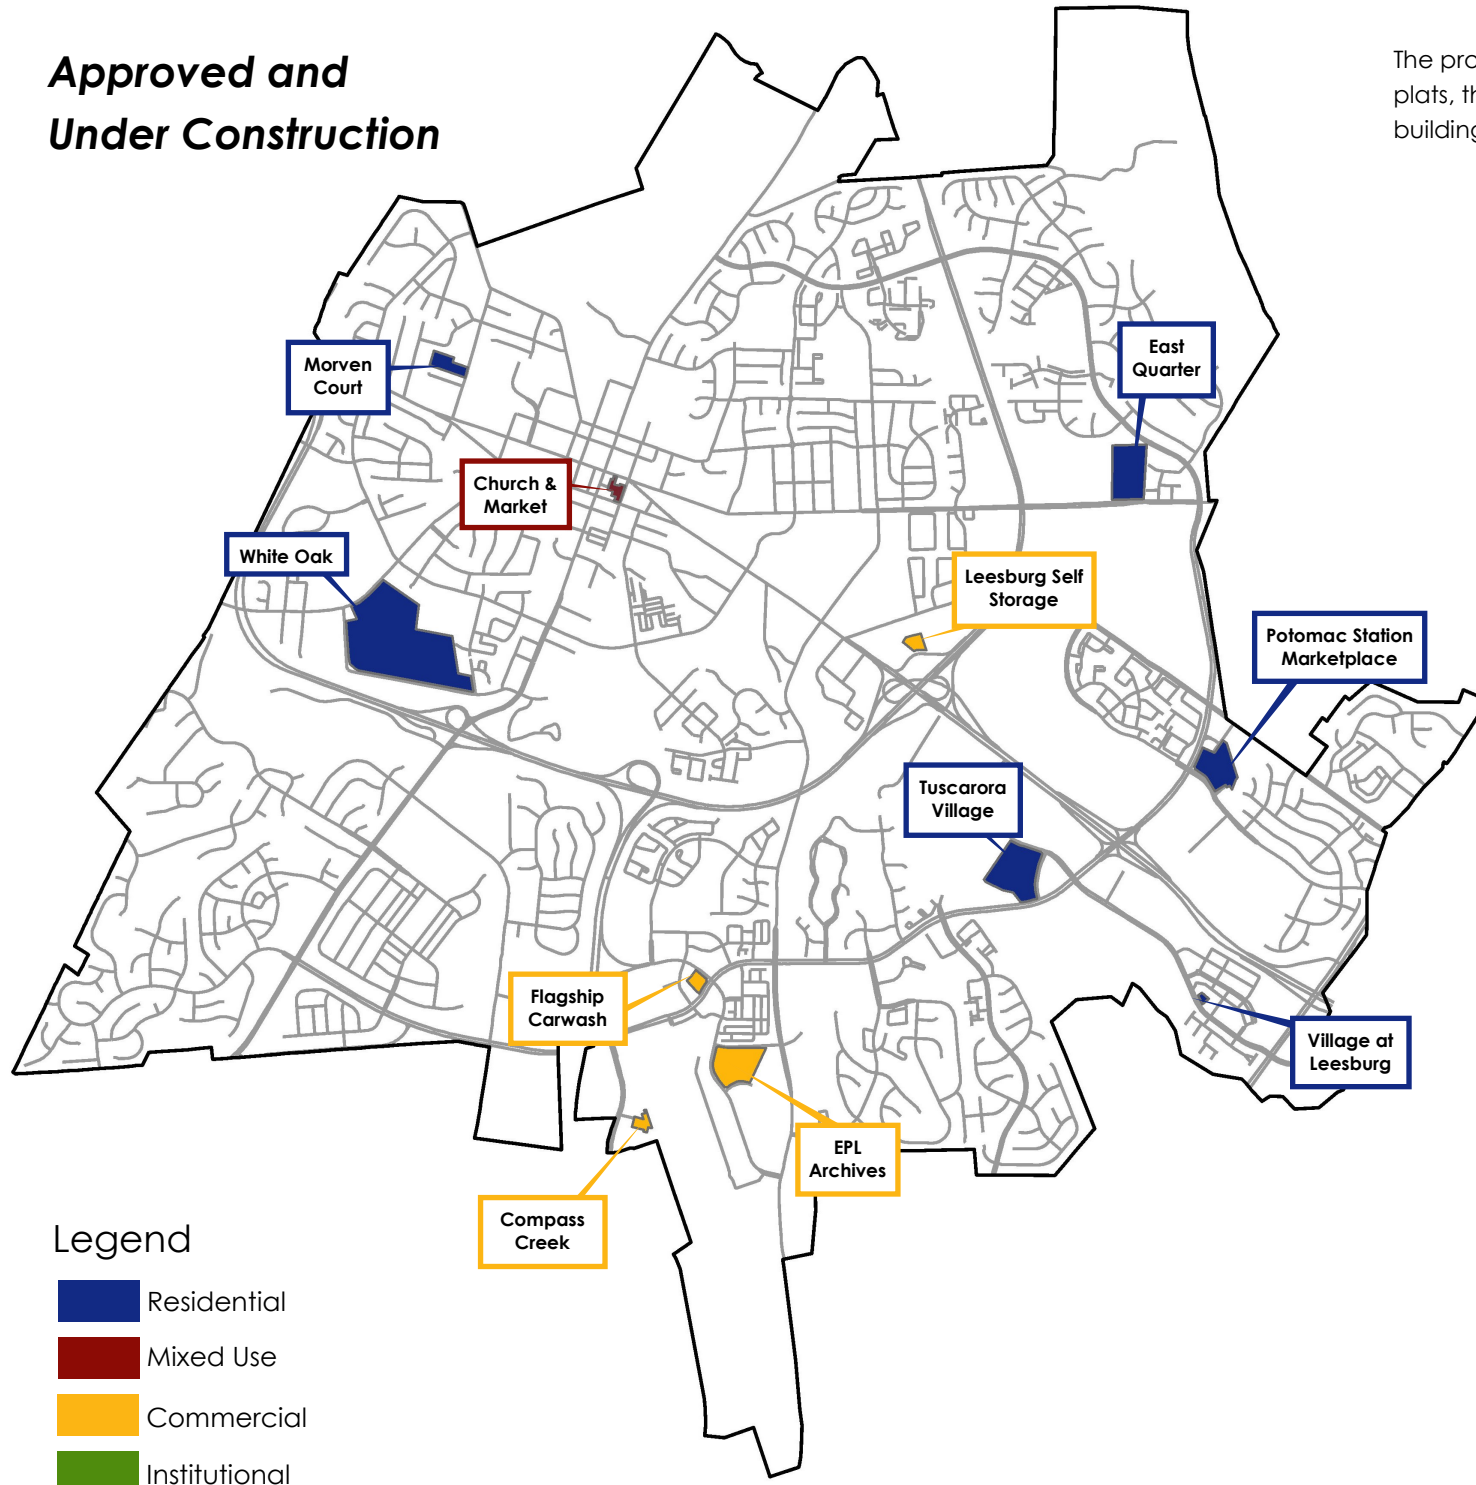 Approved and
Under Construction
The pro
plats, th
building
Morven
Court
East
Quarter
Church &
Market
White Oak
Leesburg Self
Storage
Potomac Station
Marketplace
Tuscarora
Village
Flagship
Carwash
Village at
Leesburg
EPL
Archives
Compass
Creek
Legend
Residential
Mixed Use
Commercial
Institutional